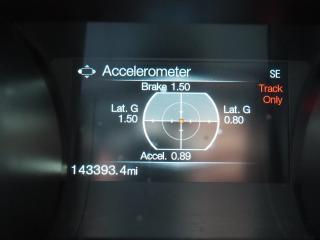 Accelerometer SE
Brake 1.50
Track
Only
Lat. G
1.50
Lat. G
0.80
Accel. 0.89
143393.4mi